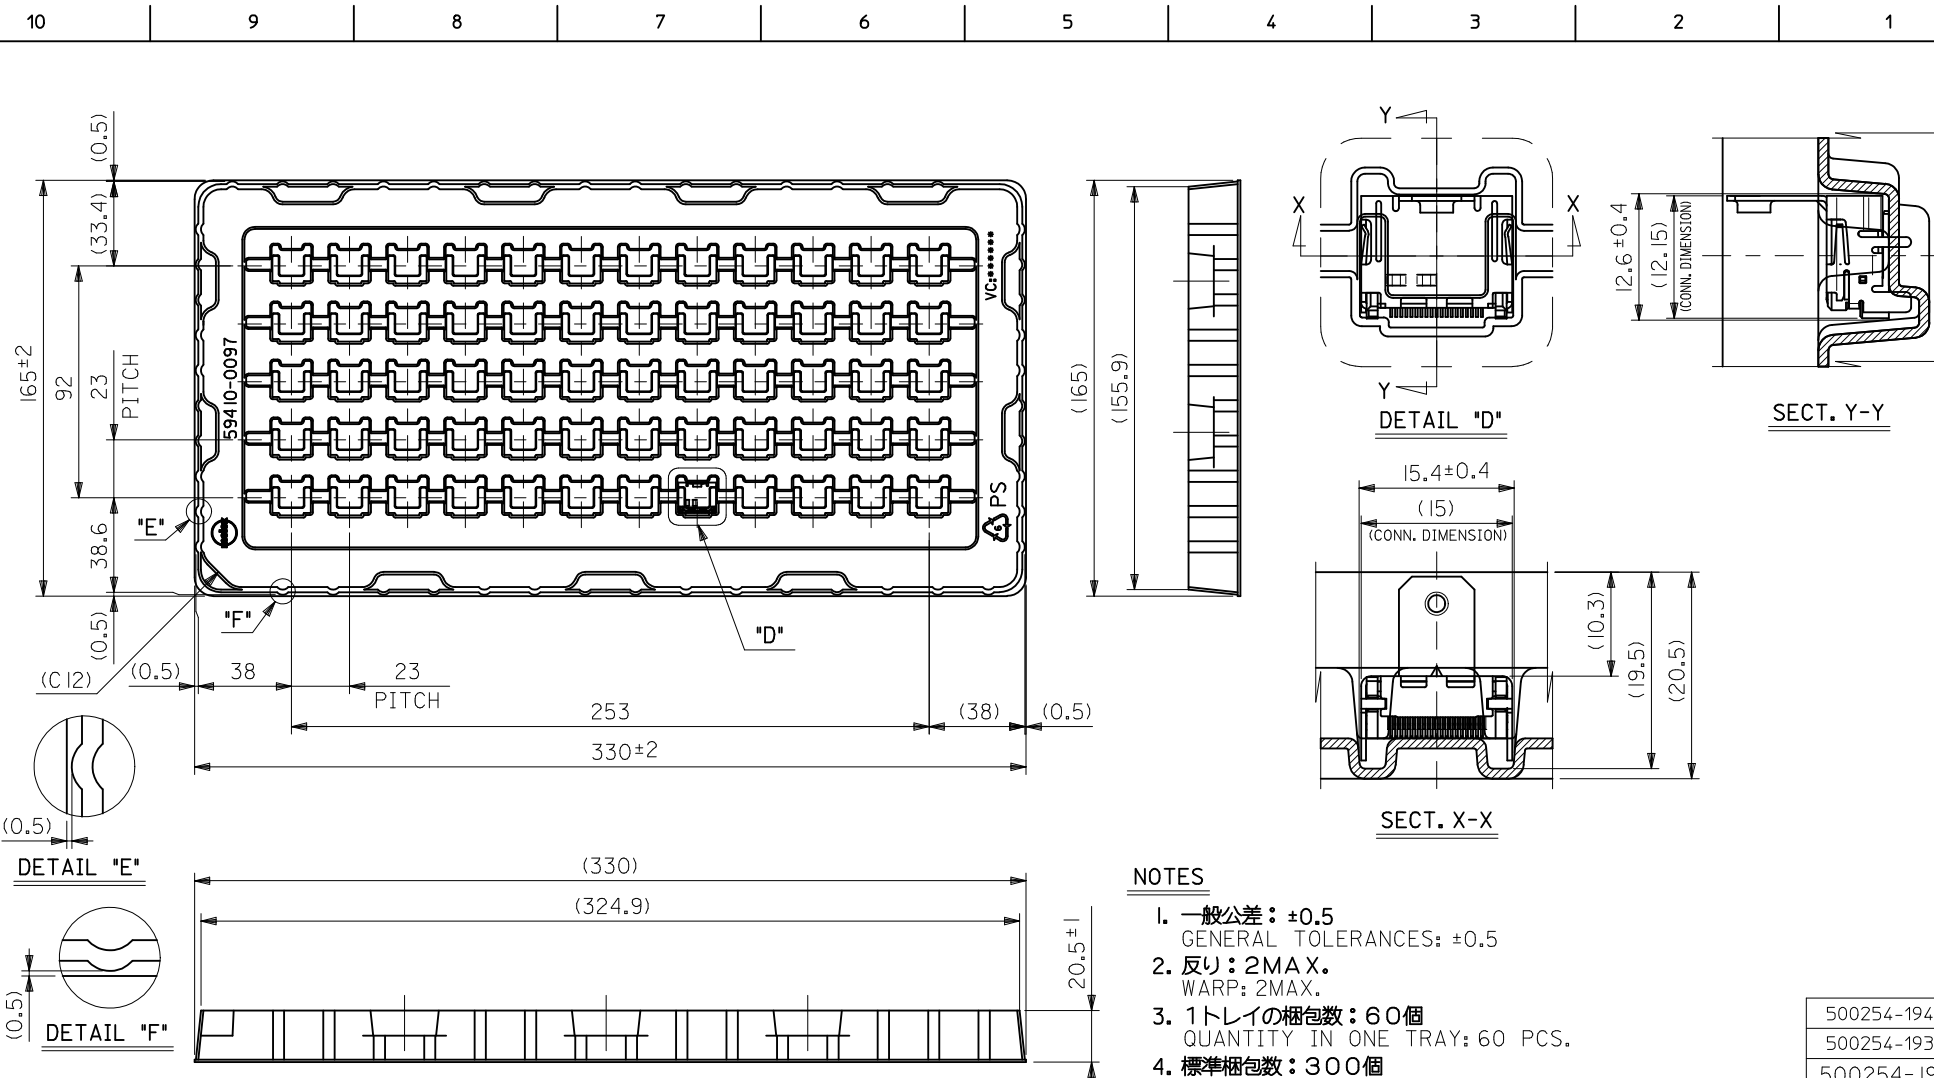 10 9 8 7 6 5 4 3 2 1
(0.5)
(33.4)
165±2
92
23
PITCH
38.6
(0.5)
59410-0097
VC:******
PS
6
"E"
"F"
"D"
(C12)
(0.5)
38
23
PITCH
253
(38)
(0.5)
330±2
(165)
(155.9)
Y
X
X
Y
DETAIL "D"
12.6±0.4
(12.15)
(CONN. DIMENSION)
SECT. Y-Y
15.4±0.4
(15)
(CONN. DIMENSION)
(10.3)
(19.5)
(20.5)
SECT. X-X
(0.5)
DETAIL "E"
(0.5)
DETAIL "F"
(330)
(324.9)
20.5±1
NOTES
1. 一般公差：±0.5
GENERAL TOLERANCES: ±0.5
2. 反り：2MAX.
WARP: 2MAX.
3. 1トレイの梱包数：60個
QUANTITY IN ONE TRAY: 60 PCS.
4. 標準梱包数：300個
500254-194
500254-193